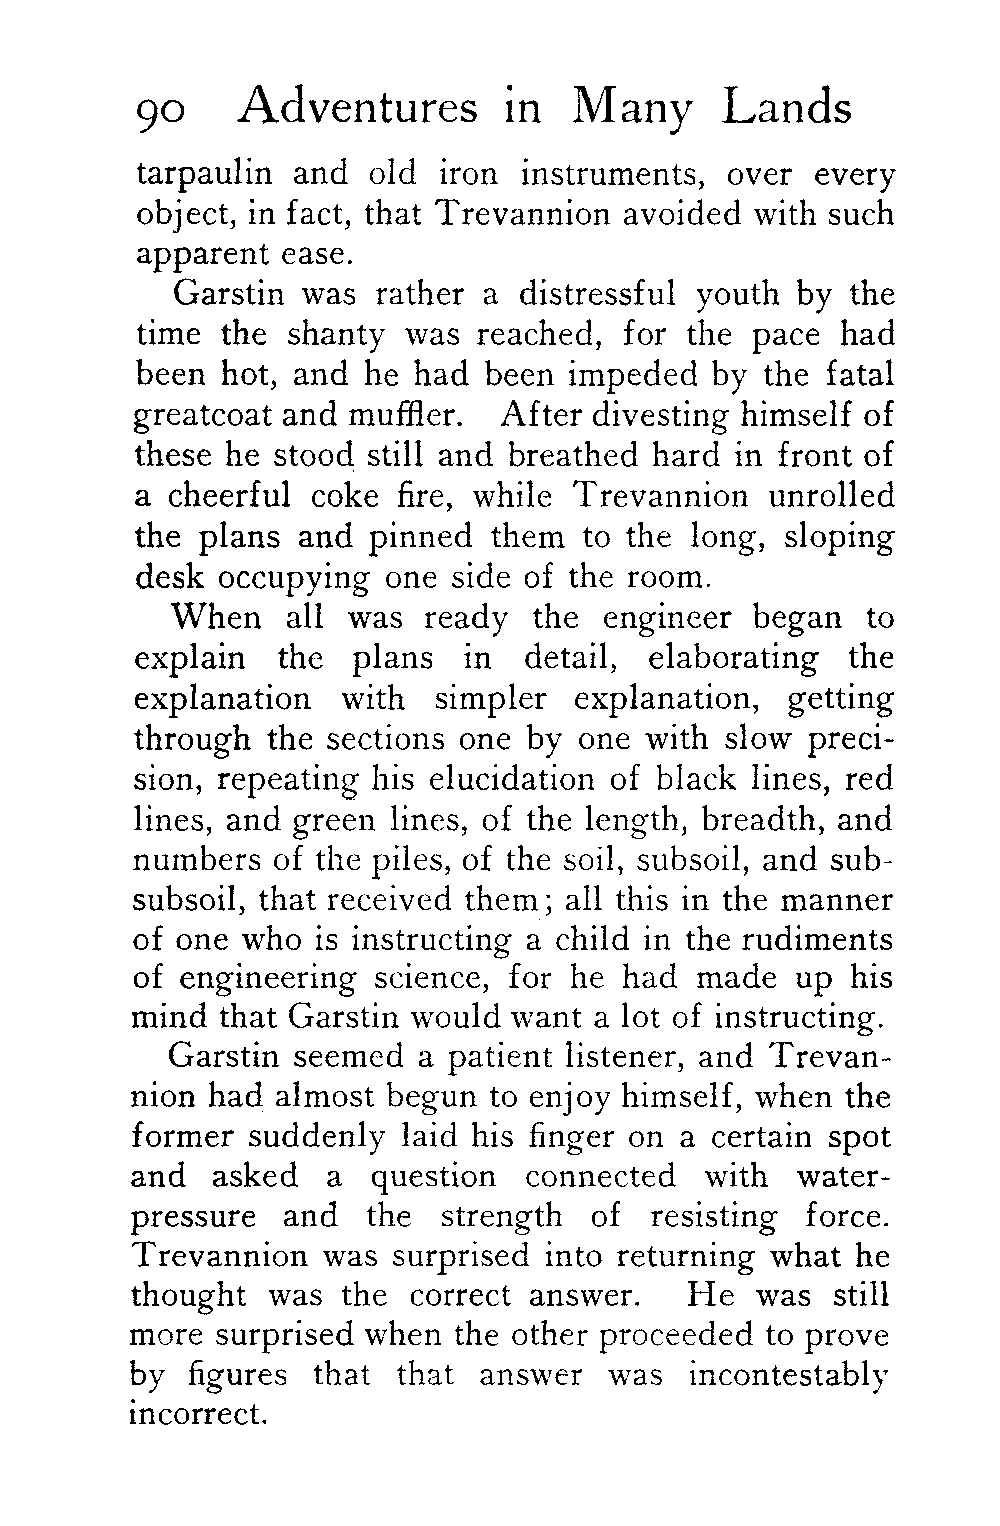 90 Adventures in Many Lands
tarpaulin and old iron instruments, over every
object, in fact, that Trevannion avoided with such
apparent ease.
Garstin was rather a distressful youth by the
time the shanty was reached, for the pace had
been hot, and he had been impeded by the fatal
greatcoat and muffler. After divesting himself of
these he stood still and breathed hard in front of
a cheerful coke fire, while Trevannion unrolled
the plans and pinned them to the long, sloping
desk occupying one side of the room.
When all was ready the engineer began to
explain the plans in detail, elaborating the
explanation with simpler explanation, getting
through the sections one by one with slow preci-
sion, repeating his elucidation of black lines, red
lines, and green lines, of the length, breadth, and
numbers of the piles, of the soil, subsoil, and sub-
subsoil, that received them; all this in the manner
of one who is instructing a child in the rudiments
of engineering science, for he had made up his
mind that Garstin would want a lot of instructing.
Garstin seemed a patient listener, and Trevan-
nion had almost begun to enjoy himself, when the
former suddenly laid his finger on a certain spot
and asked a question connected with water-
pressure and the strength of resisting force.
Trevannion was surprised into returning what he
thought was the correct answer. He was still
more surprised when the other proceeded to prove
by figures that that answer was incontestably
incorrect.